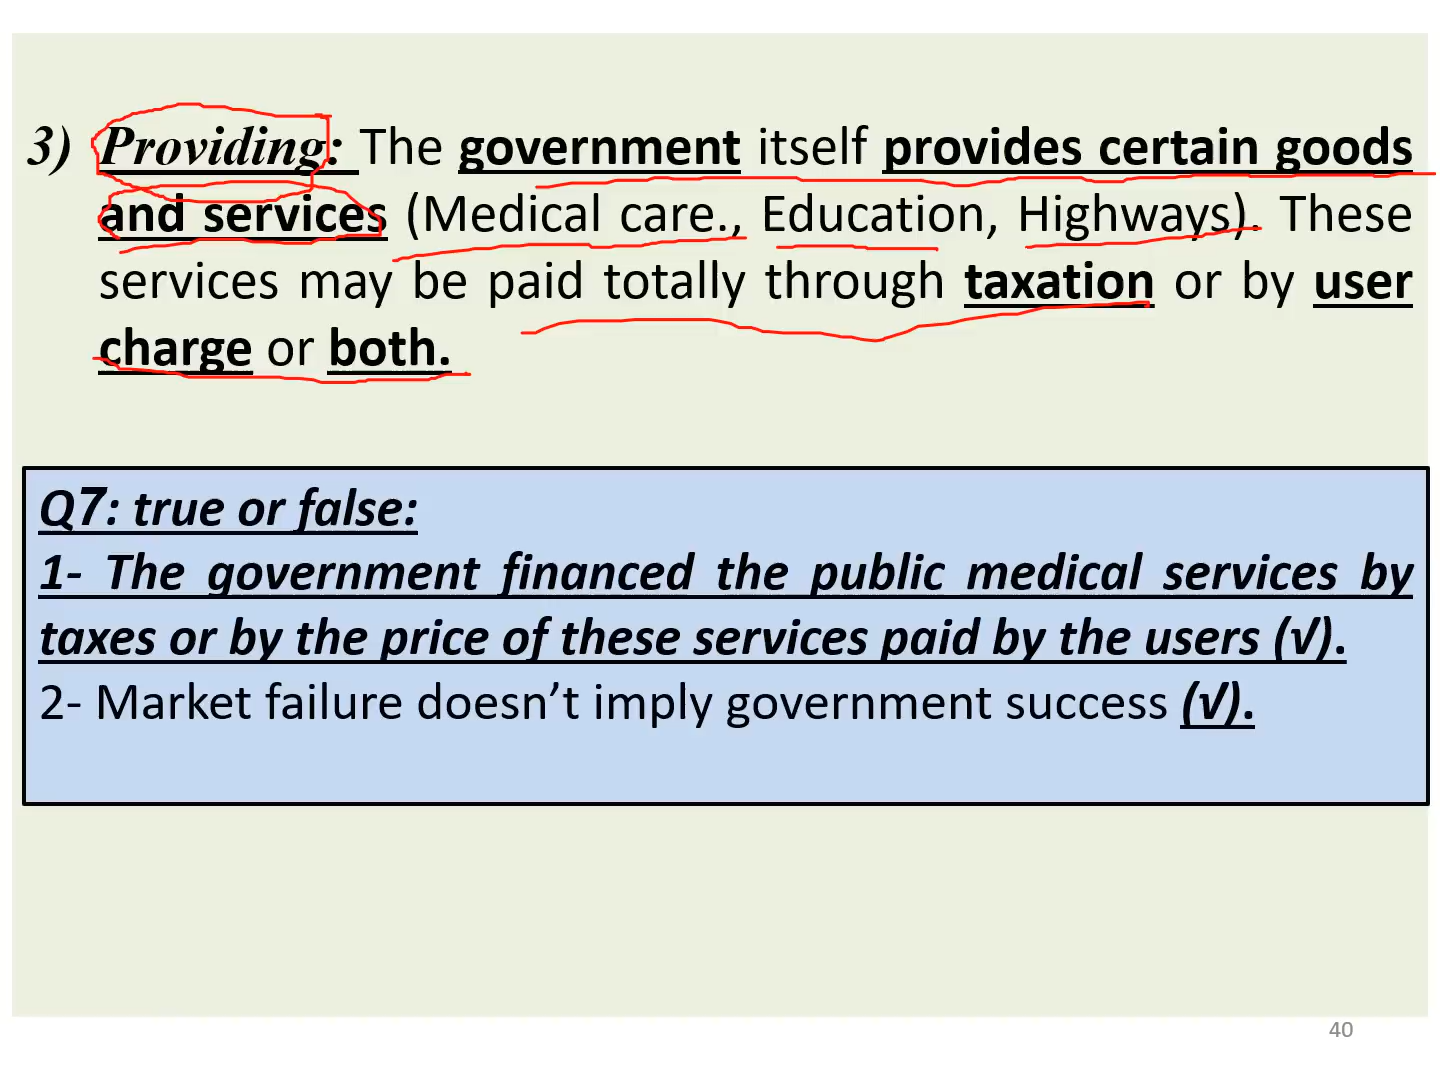 3) Providing: The government itself provides certain goods
and services (Medical care., Education, Highways). These
services may be paid totally through taxation or by user
charge or both.
Q7: true or false:
1- The government financed the public medical services by
taxes or by the price of these services paid by the users (√).
2- Market failure doesn’t imply government success (√).
40